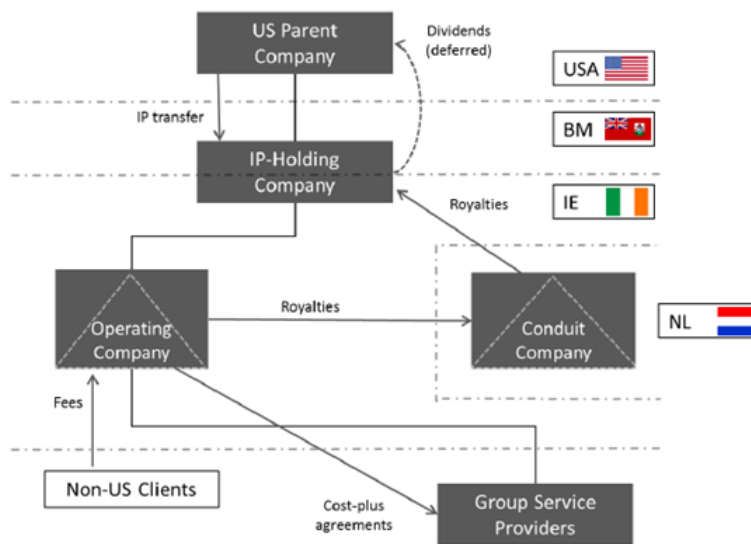 US Parent
Company
Dividends
(deferred)
USA
IP transfer
BM
IP-Holding
Company
IE
Royalties
Operating
Company
Royalties
Conduit
Company
NL
Fees
Non-US Clients
Cost-plus
agreements
Group Service
Providers